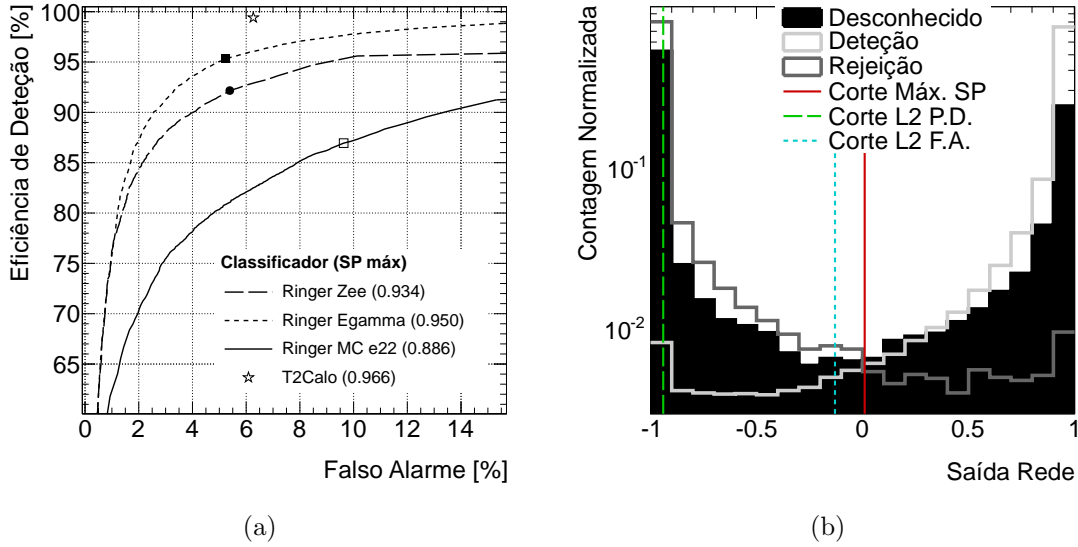 Eficiência de Deteção [%]
100
95
90
85
80
75
70
65
Classificador (SP máx)
Ringer Zee (0.934)
Ringer Egamma (0.950)
Ringer MC e22 (0.886)
T2Calo (0.966)
0 2 4 6 8 10 12 14
Falso Alarme [%]
(a)
Contagem Normalizada
10-1
10-2
Desconhecido
Deteção
Rejeição
Corte Máx. SP
Corte L2 P.D.
Corte L2 F.A.
-1 -0.5 0 0.5 1
Saída Rede
(b)